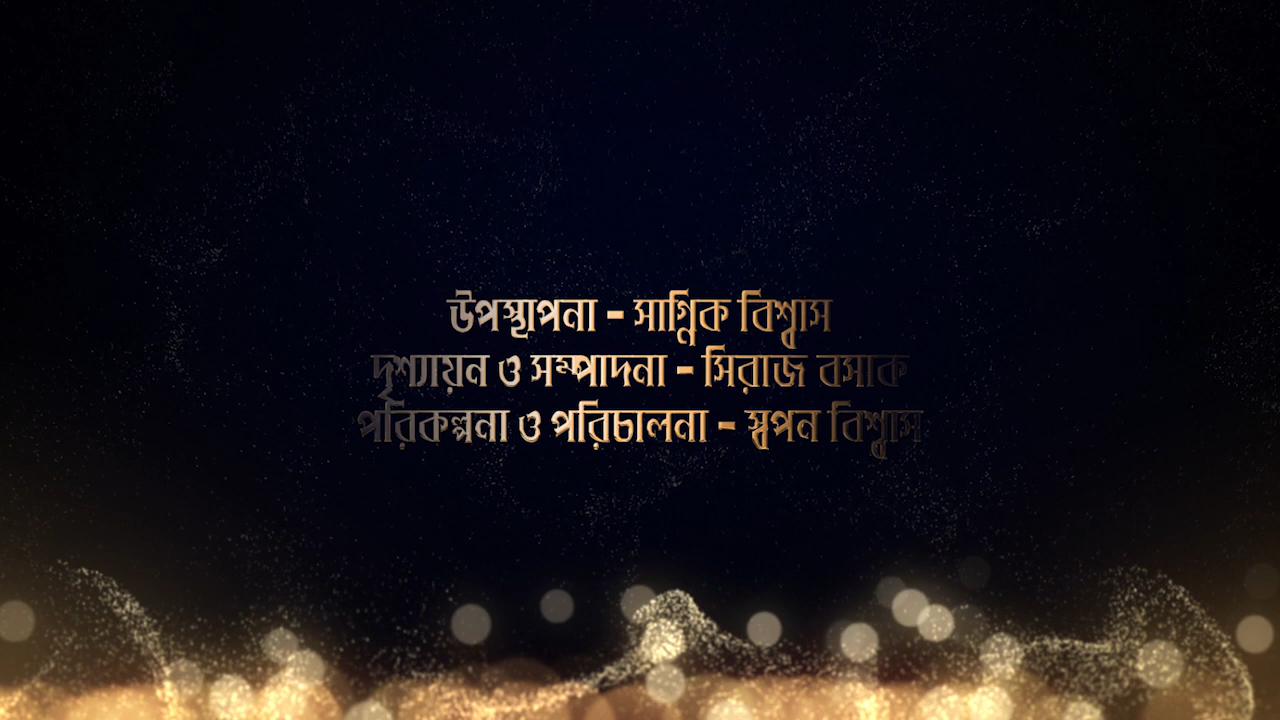 উপস্থাপনা - সাগ্নিক বিশ্বাস
দৃশ্যায়ন ও সম্পাদনা - সিরাজ বসাক
পরিকল্পনা ও পরিচালনা - স্বপন বিশ্বাস